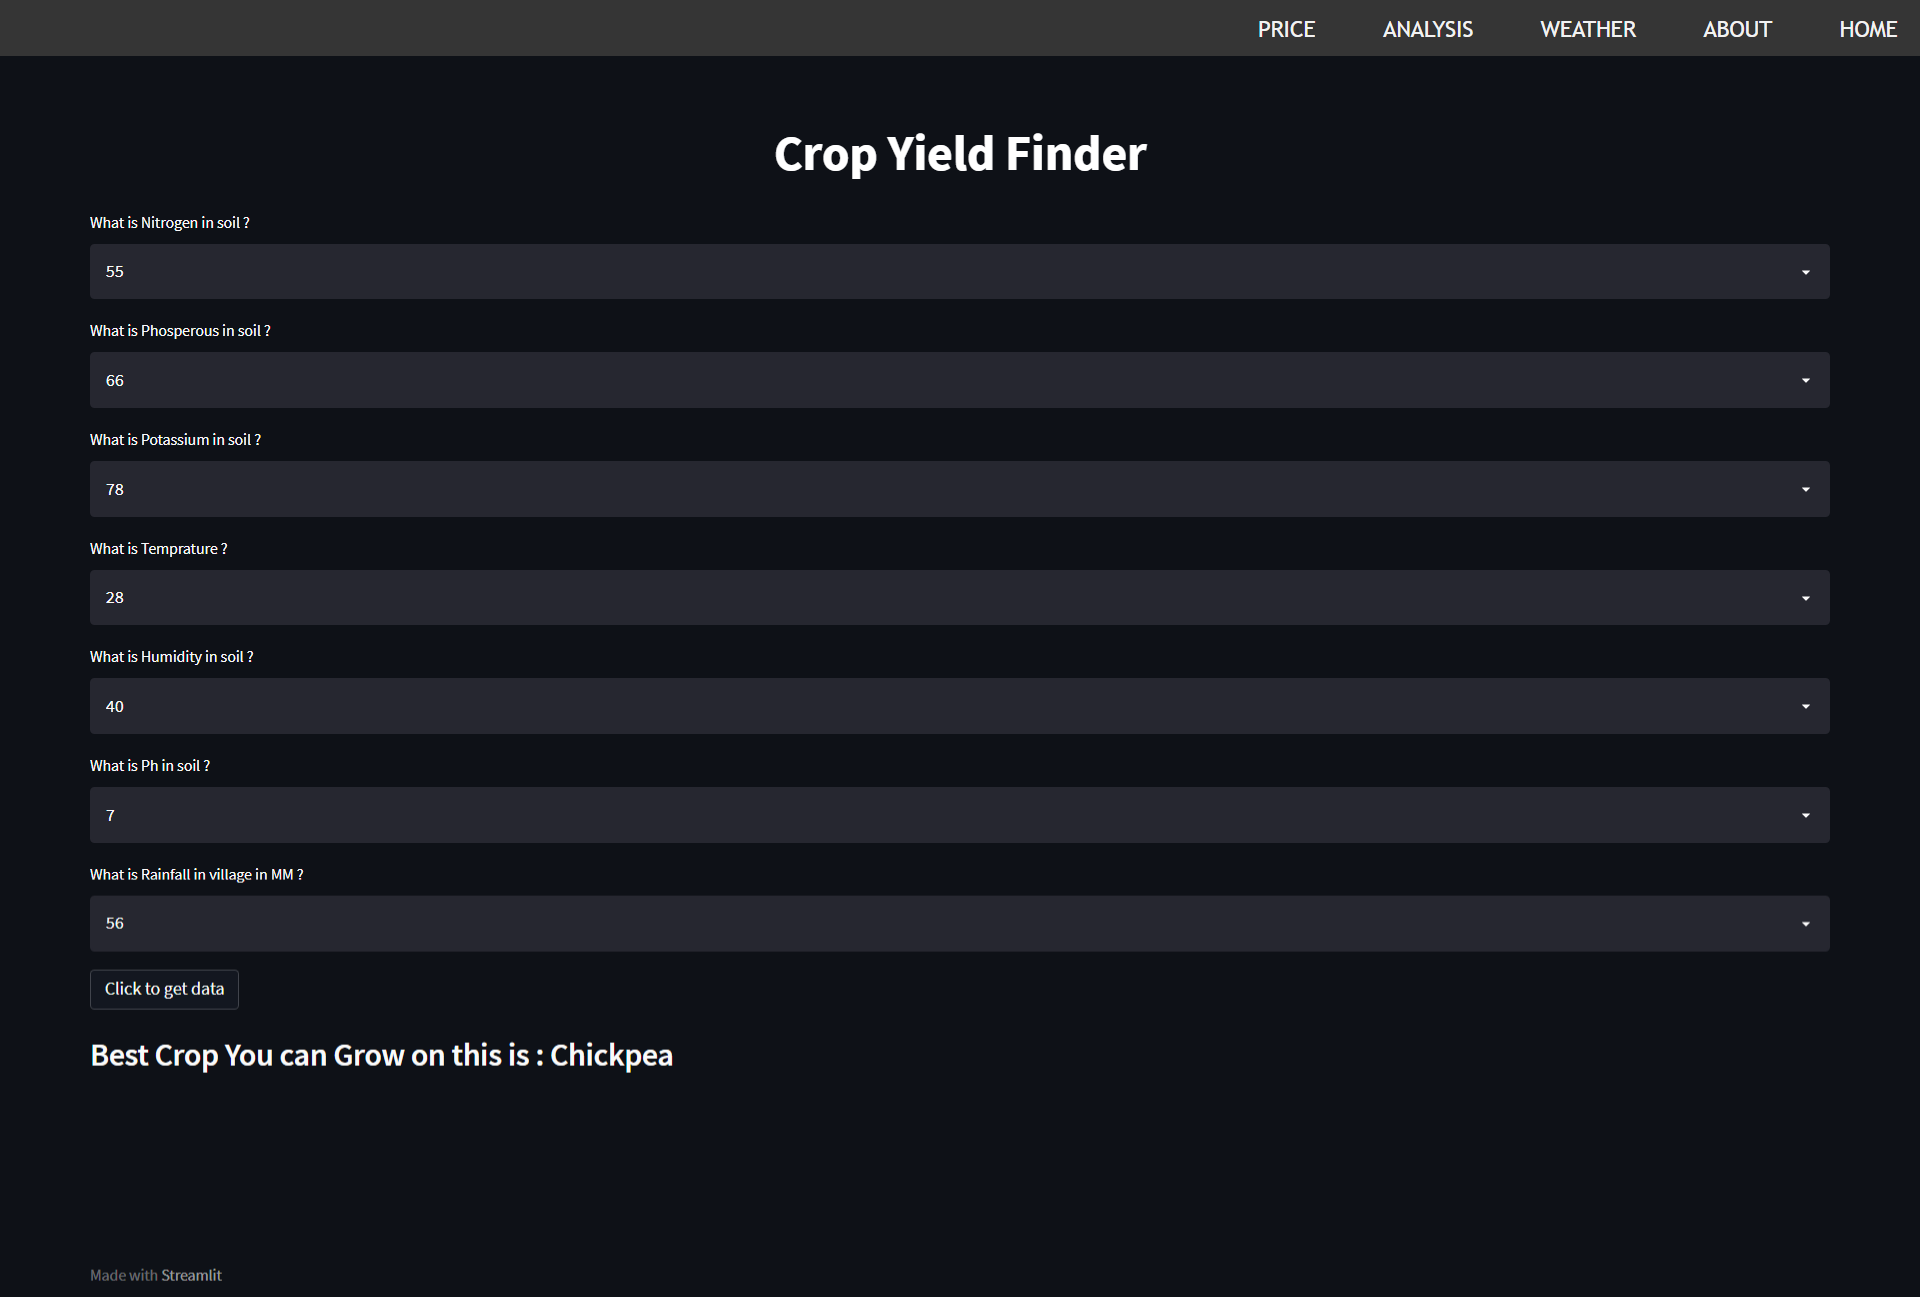 PRICE ANALYSIS WEATHER ABOUT HOME
Crop Yield Finder
What is Nitrogen in soil ?
55
What is Phosperous in soil ?
66
What is Potassium in soil ?
78
What is Temprature ?
28
What is Humidity in soil ?
40
What is Ph in soil ?
7
What is Rainfall in village in MM ?
56
Click to get data
Best Crop You can Grow on this is : Chickpea
Made with Streamlit